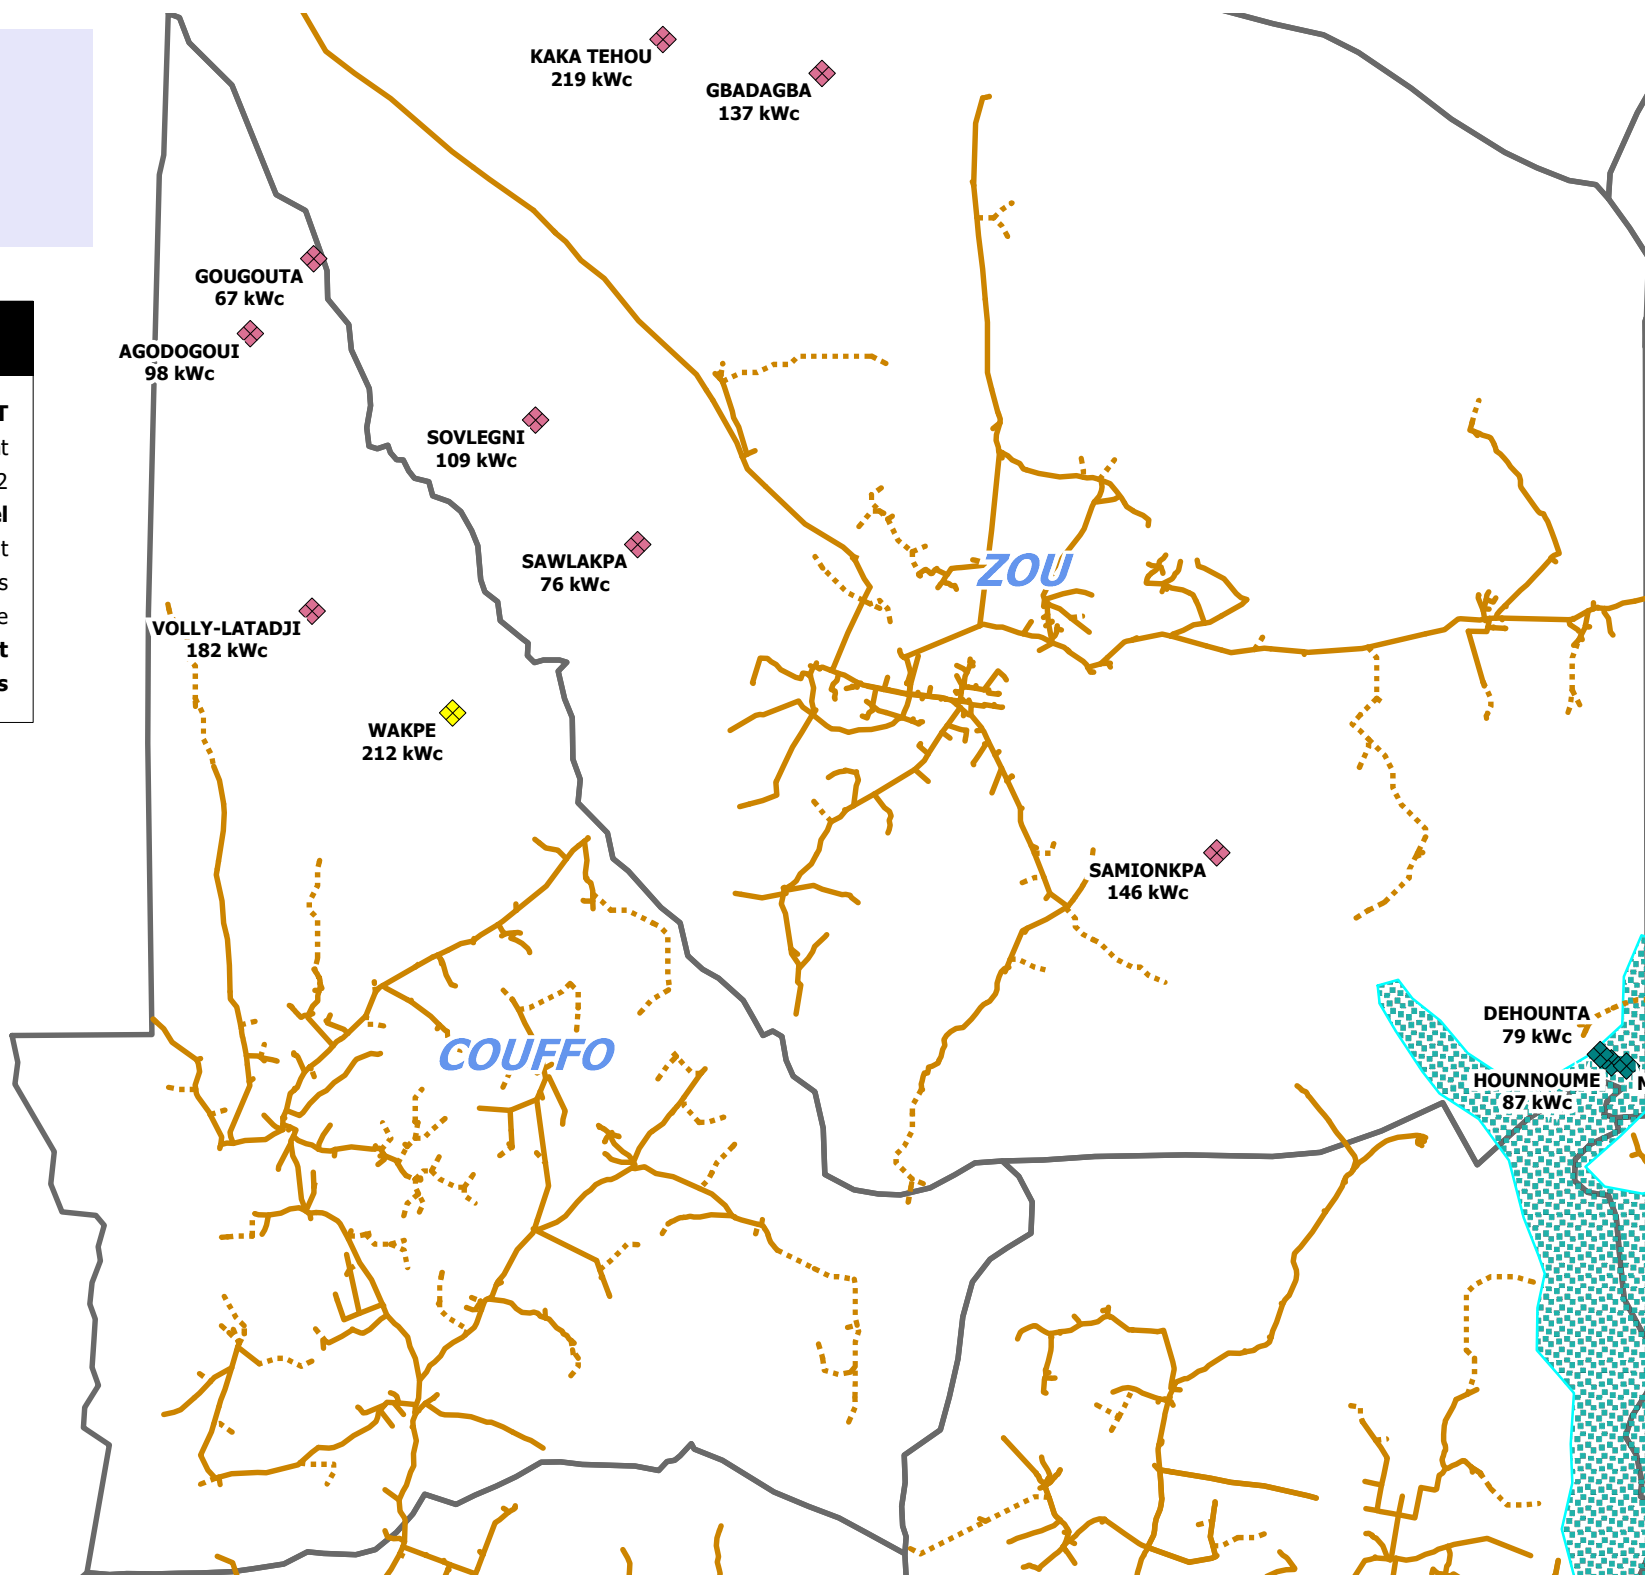 KAKA TEHOU
219 kWc
GBADAGBA
137 kWc
GOUGOUTA
67 kWc
AGODOGOUI
98 kWc
SOVLEGNI
109 kWc
SAWLAKPA
76 kWc
ZOU
VOLLY-LATADJI
182 kWc
WAKPE
212 kWc
SAMIONKPA
146 kWc
DEHOUNTA
79 kWc
COUFFO
HOUNNOUME
87 kWc